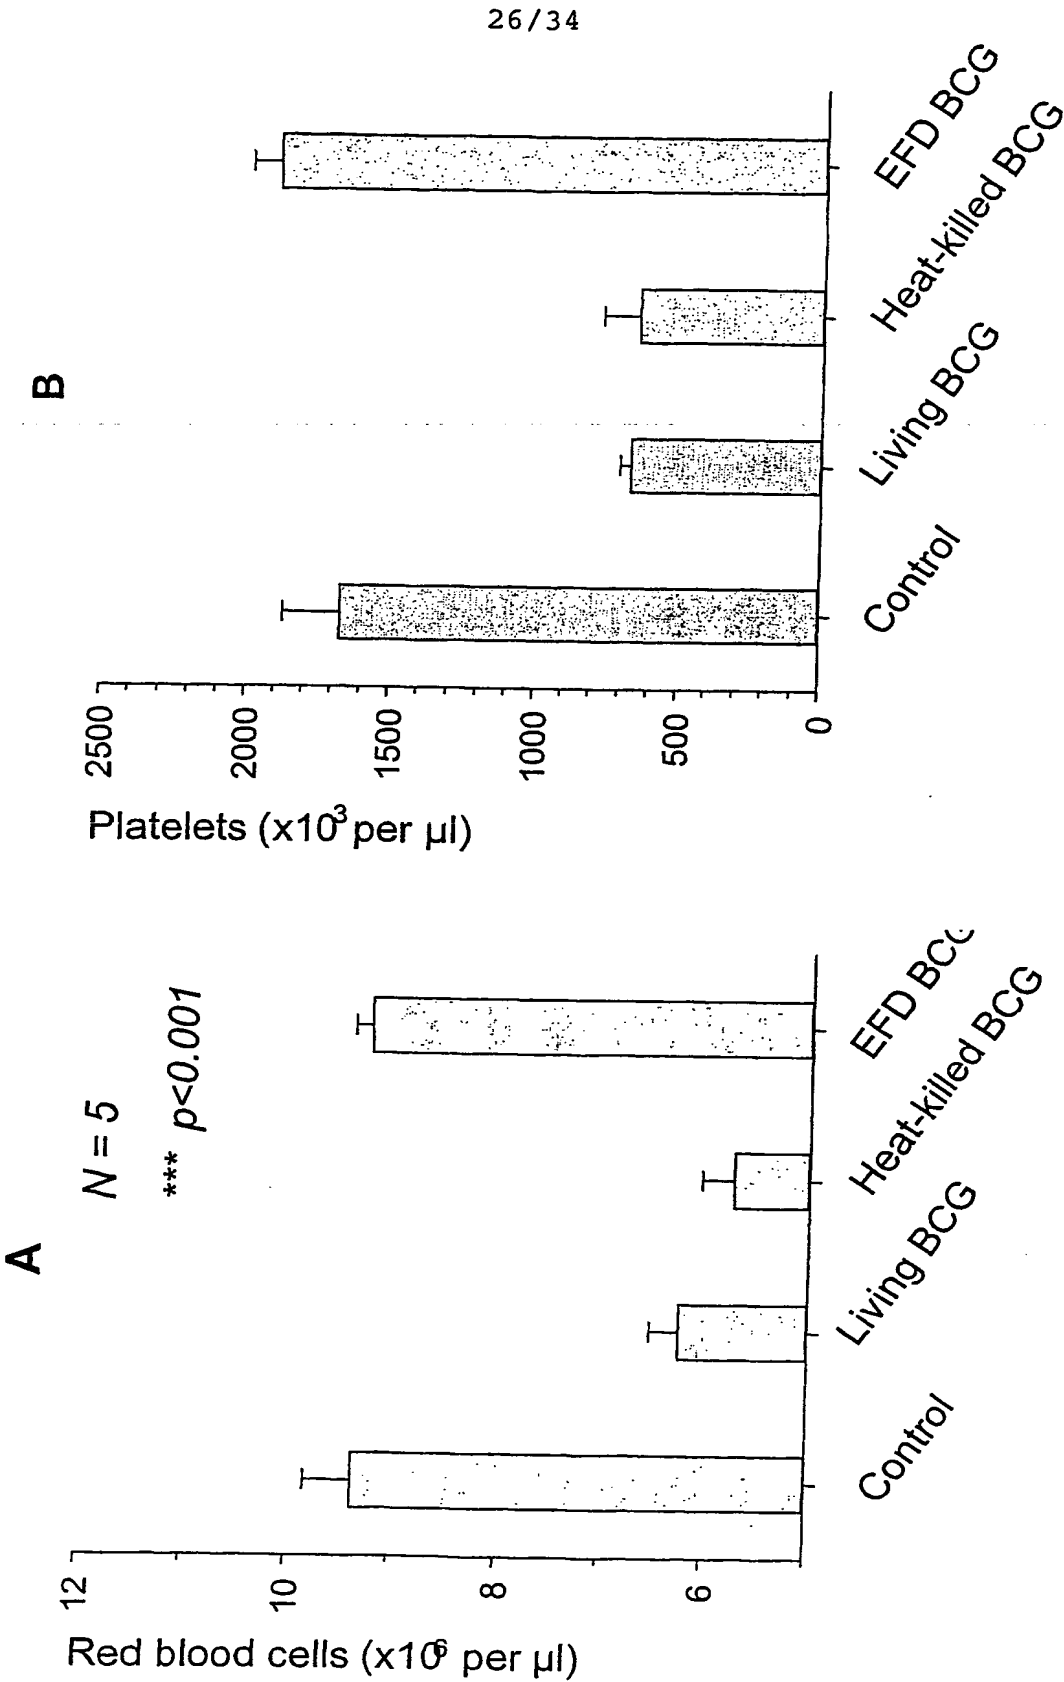 26/34
A
N = 5
*** p<0.001
Red blood cells (x10⁶ per µl)
12
10
8
6
Control
Living BCG
Heat-killed BCG
EFD BCG
B
Platelets (x10³ per µl)
2500
2000
1500
1000
500
0
Control
Living BCG
Heat-killed BCG
EFD BCG